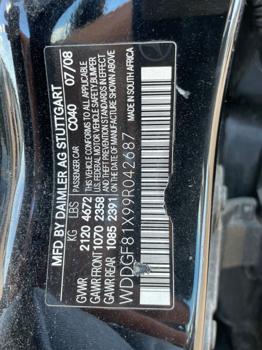 MFD BY DAIMLER AG STUTTGART
PASSENGER CAR C040 07/08
KG LBS
GVWR 2120 4672
GAWR FRONT 1070 2358
GAWR REAR 1085 2391
THIS VEHICLE CONFORMS TO ALL APPLICABLE
U.S. FEDERAL MOTOR VEHICLE SAFETY, BUMPER
AND THEFT PREVENTION STANDARDS IN EFFECT
ON THE DATE OF MANUFACTURE SHOWN ABOVE
WDDGF81X99R042687
MADE IN SOUTH AFRICA